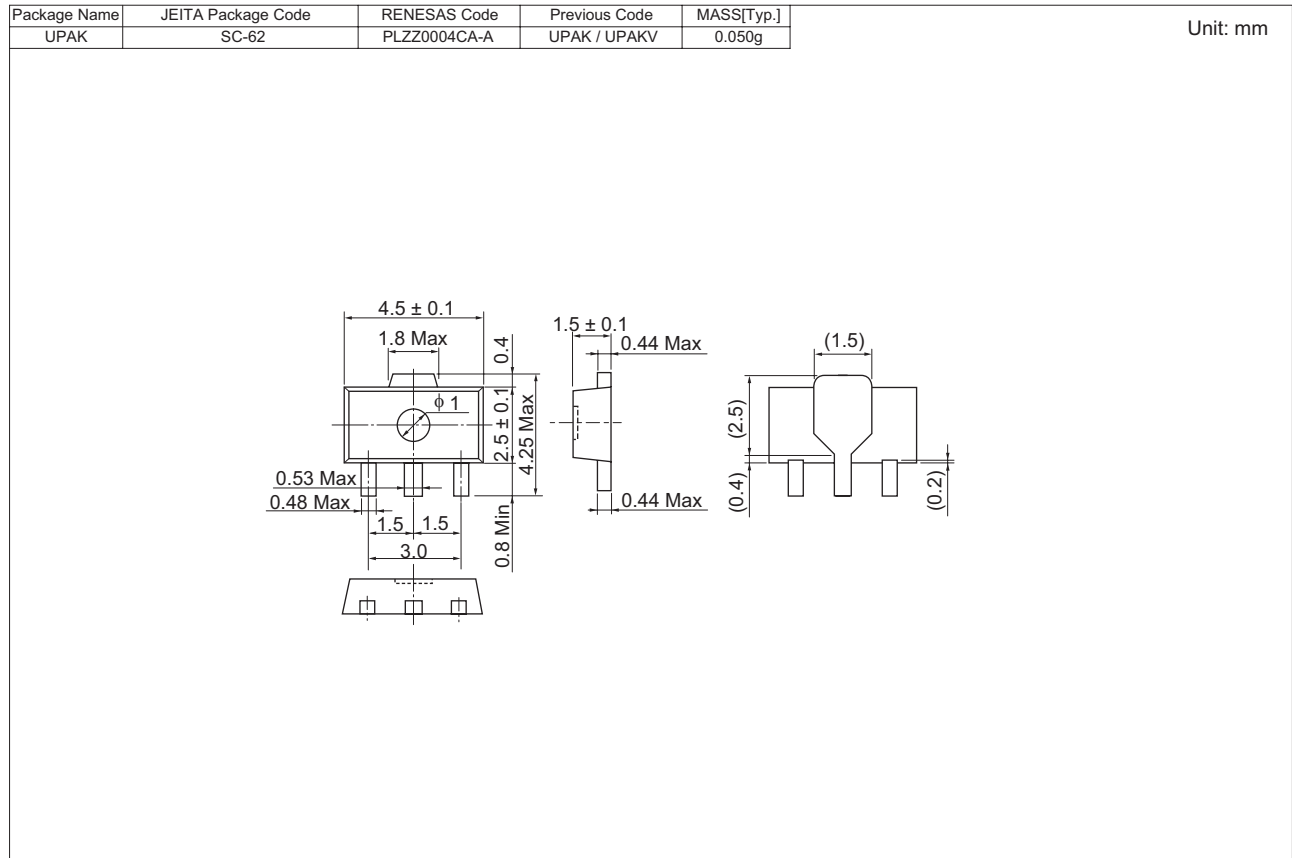 Package Name JEITA Package Code RENESAS Code Previous Code MASS[Typ.]
UPAK SC-62 PLZZ0004CA-A UPAK / UPAKV 0.050g
Unit: mm
4.5 ± 0.1
1.8 Max
0.4
ϕ 1
2.5 ± 0.1
4.25 Max
0.53 Max
0.48 Max
1.5
1.5
3.0
0.8 Min
1.5 ± 0.1
0.44 Max
0.44 Max
(1.5)
(2.5)
(0.4)
(0.2)